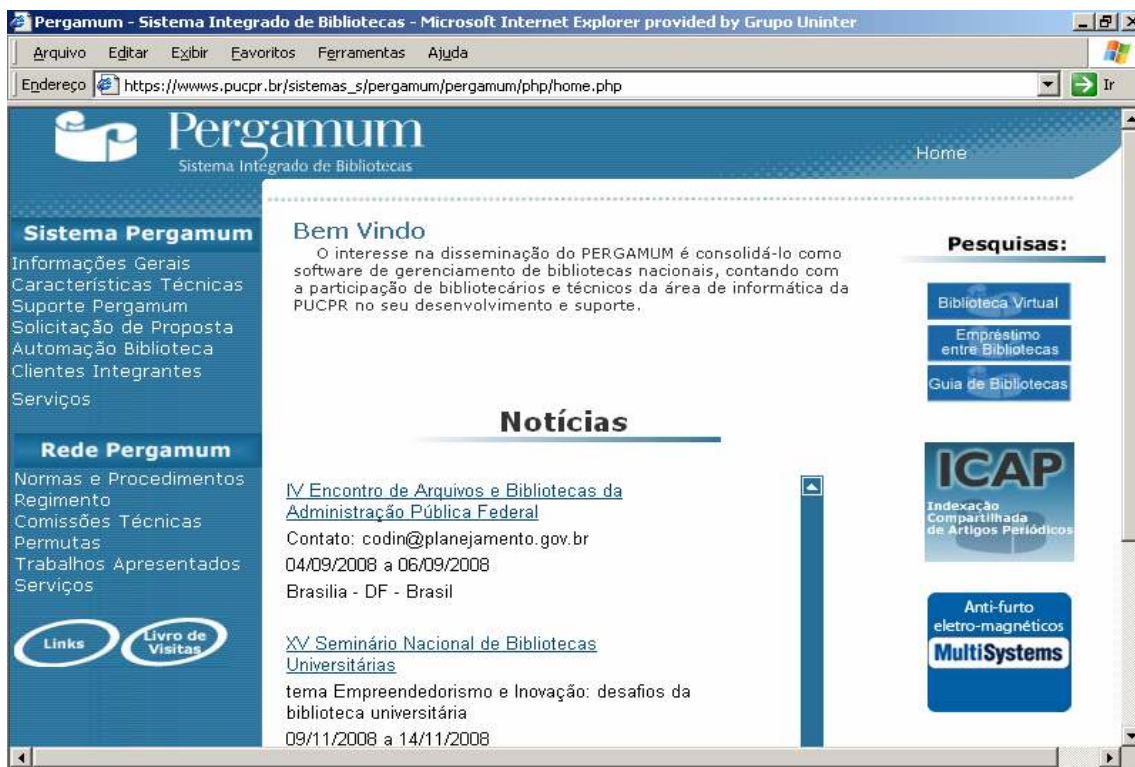 Pergamum - Sistema Integrado de Bibliotecas - Microsoft Internet Explorer provided by Grupo Uninter
Arquivo Editar Exibir Favoritos Ferramentas Ajuda
Endereço https://wwws.pucpr.br/sistemas_s/pergamum/pergamum/php/home.php Ir
Pergamum
Sistema Integrado de Bibliotecas
Home
Sistema Pergamum
Informações Gerais
Características Técnicas
Suporte Pergamum
Solicitação de Proposta
Automação Biblioteca
Clientes Integrantes
Serviços
Rede Pergamum
Normas e Procedimentos
Regimento
Comissões Técnicas
Permutas
Trabalhos Apresentados
Serviços
Links
Livro de
Visitas
Bem Vindo
O interesse na disseminação do PERGAMUM é consolidá-lo como
software de gerenciamento de bibliotecas nacionais, contando com
a participação de bibliotecários e técnicos da área de informática da
PUCPR no seu desenvolvimento e suporte.
Notícias
IV Encontro de Arquivos e Bibliotecas da
Administração Pública Federal
Contato: codin@planejamento.gov.br
04/09/2008 a 06/09/2008
Brasilia - DF - Brasil
XV Seminário Nacional de Bibliotecas
Universitárias
tema Empreendedorismo e Inovação: desafios da
biblioteca universitária
09/11/2008 a 14/11/2008
Pesquisas:
Biblioteca Virtual
Empréstimo
entre Bibliotecas
Guia de Bibliotecas
ICAP
Indexação
Compartilhada
de Artigos Periódicos
Anti-furto
eletro-magnéticos
MultiSystems